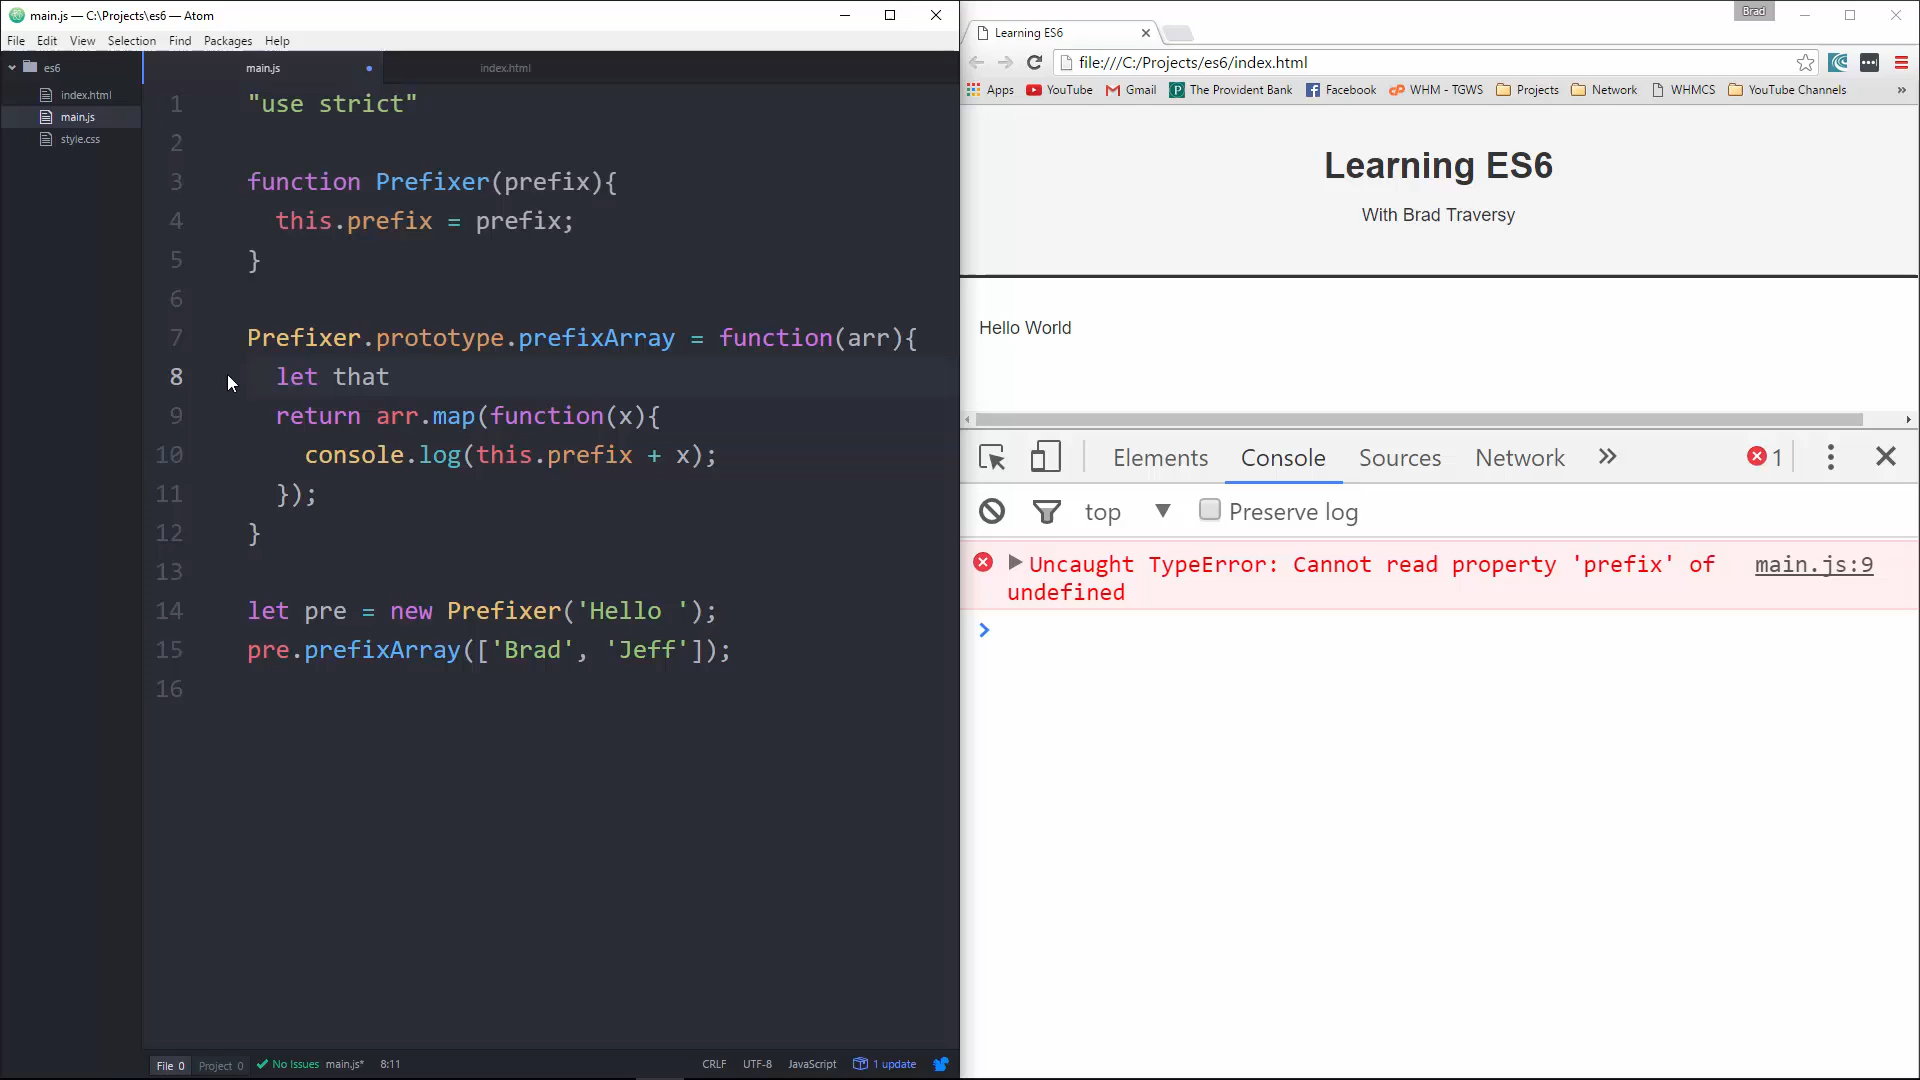 main.js — C:\Projects\es6 — Atom
File Edit View Selection Find Packages Help
es6
index.html
main.js
style.css
main.js index.html
1 "use strict"
2
3 function Prefixer(prefix){
4 this.prefix = prefix;
5 }
6
7 Prefixer.prototype.prefixArray = function(arr){
8 let that
9 return arr.map(function(x){
10 console.log(this.prefix + x);
11 });
12 }
13
14 let pre = new Prefixer('Hello ');
15 pre.prefixArray(['Brad', 'Jeff']);
16
File 0 Project 0 No Issues main.js* 8:11 CRLF UTF-8 JavaScript 1 update
Brad
Learning ES6
file:///C:/Projects/es6/index.html
Apps YouTube Gmail The Provident Bank Facebook WHM - TGWS Projects Network WHMCS YouTube Channels »
Learning ES6
With Brad Traversy
Hello World
Elements Console Sources Network » 1
top Preserve log
Uncaught TypeError: Cannot read property 'prefix' of main.js:9
undefined